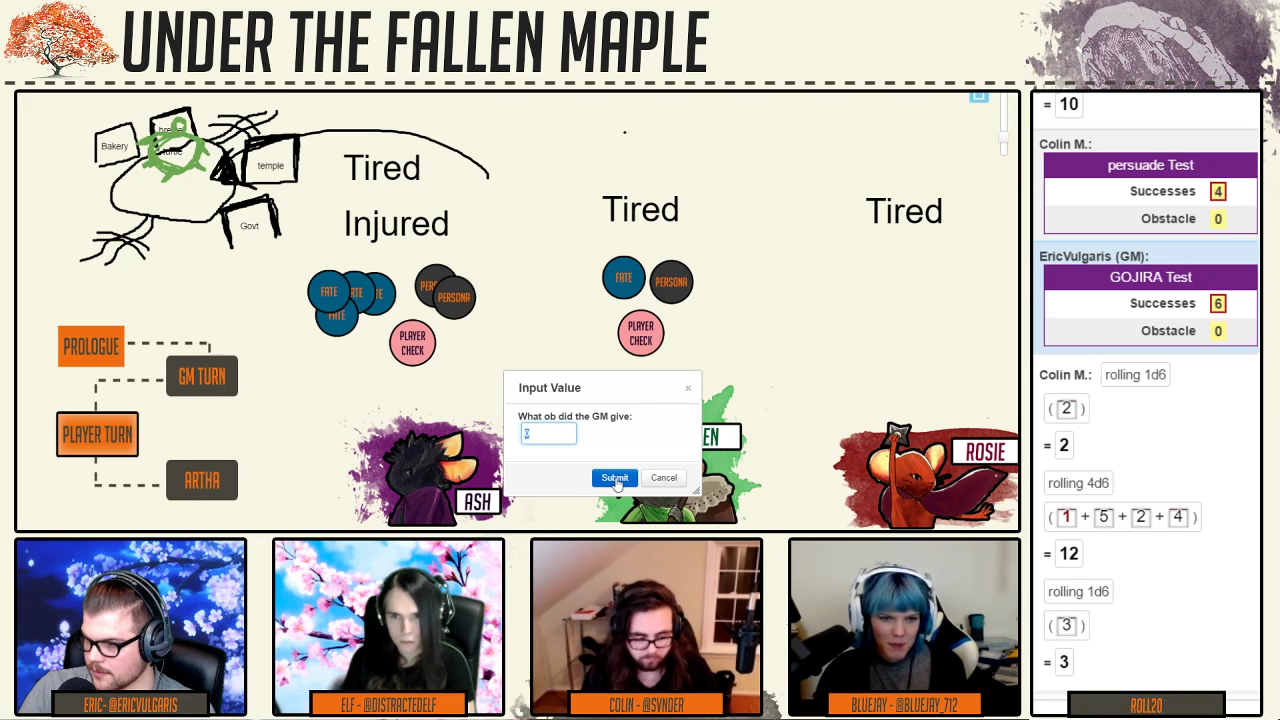 UNDER THE FALLEN MAPLE
Bakery
temple
Govt
Tired
Injured
Tired
Tired
FATE
FATE
PERSONA
PLAYER
CHECK
FATE
PERSONA
PLAYER
CHECK
PROLOGUE
GM TURN
PLAYER TURN
ARTHA
Input Value
×
What ob did the GM give:
Submit
Cancel
ASH
EN
ROSIE
= 10
Colin M.:
persuade Test
Successes 4
Obstacle 0
EricVulgaris (GM):
GOJIRA Test
Successes 6
Obstacle 0
Colin M.: rolling 1d6
( 2 )
= 2
rolling 4d6
( 1 + 5 + 2 + 4 )
= 12
rolling 1d6
( 3 )
= 3
ROLL20
ERIC- @ERICVULGARIS
ELF - @DISTRACTEDELF
COLIN - @SVNDER
BLUEJAY - @BLUEJAY_712